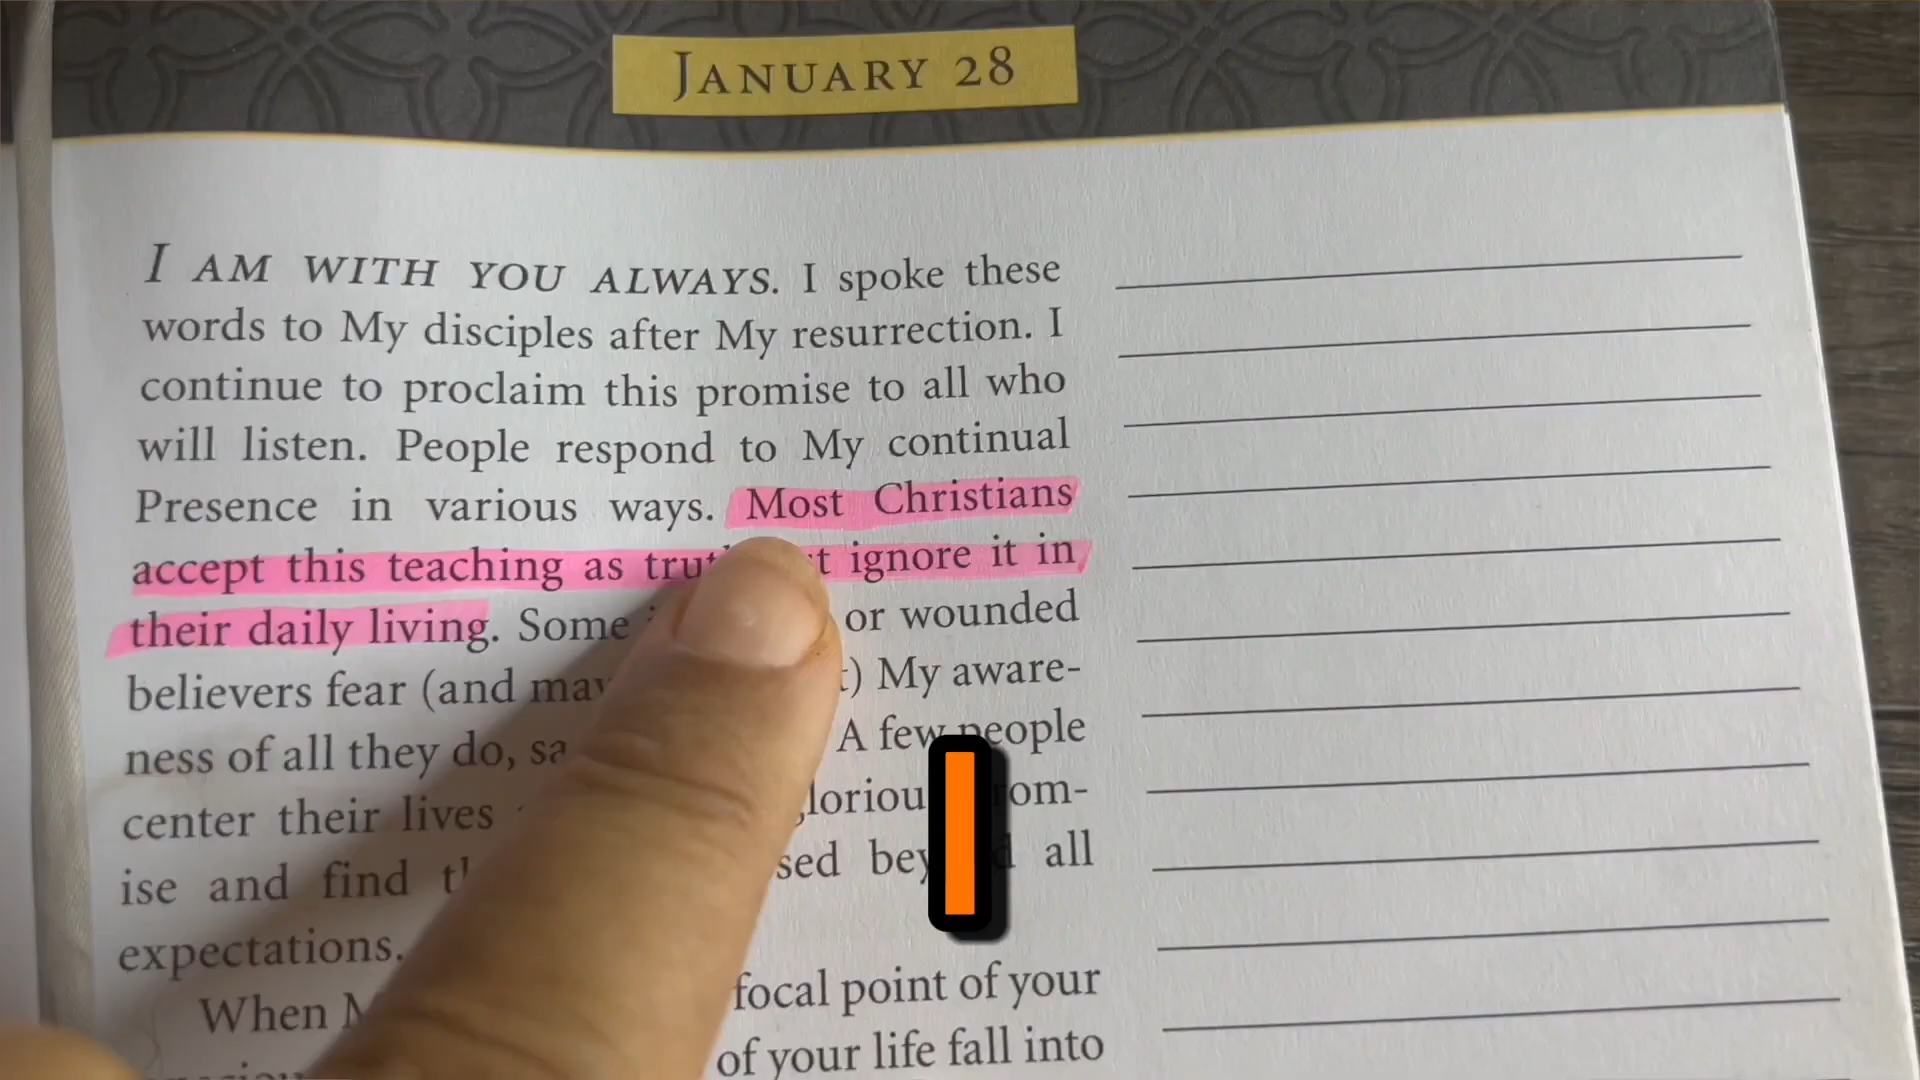 JANUARY 28
I AM WITH YOU ALWAYS. I spoke these
words to My disciples after My resurrection. I
continue to proclaim this promise to all who
will listen. People respond to My continual
Presence in various ways. Most Christians
accept this teaching as ignore it in
their daily living. Some or wounded
believers fear (and My aware-
ness of all they do, A few people
center their lives
ise and find all
expectations.
When focal point of your
of your life fall into
I